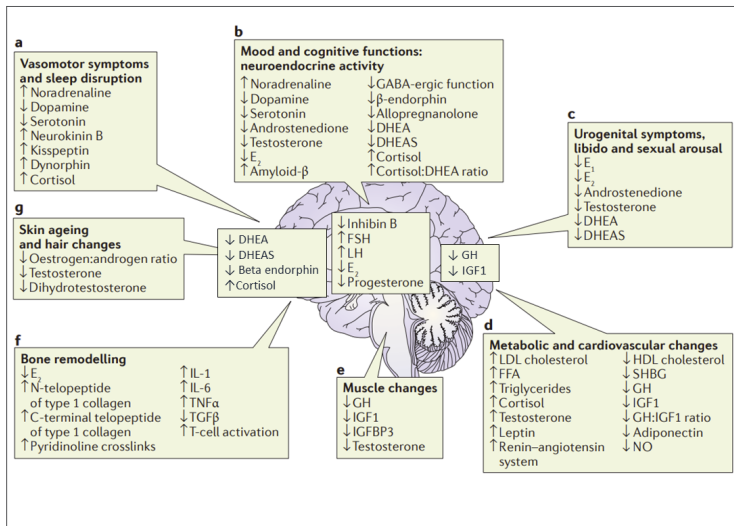 a
Vasomotor symptoms
and sleep disruption
↑Noradrenaline
↓Dopamine
↓Serotonin
↑Neurokinin B
↑Kisspeptin
↑Dynorphin
↑Cortisol
b
Mood and cognitive functions:
neuroendocrine activity
↑Noradrenaline
↓Dopamine
↓Serotonin
↓Androstenedione
↓Testosterone
↓E₂
↑Amyloid-β
↓GABA-ergic function
↓β-endorphin
↓Allopregnanolone
↓DHEA
↓DHEAS
↑Cortisol
↑Cortisol:DHEA ratio
c
Urogenital symptoms,
libido and sexual arousal
↓E₁
↓E₂
↓Androstenedione
↓Testosterone
↓DHEA
↓DHEAS
g
Skin ageing
and hair changes
↓Oestrogen:androgen ratio
↓Testosterone
↓Dihydrotestosterone
↓ DHEA
↓ DHEAS
↓ Beta endorphin
↑Cortisol
↓Inhibin B
↑FSH
↑LH
↓E₂
↓Progesterone
↓ GH
↓ IGF1
f
Bone remodelling
↓E₂
↑N-telopeptide
of type 1 collagen
↑C-terminal telopeptide
of type 1 collagen
↑Pyridinoline crosslinks
↑IL-1
↑IL-6
↑TNFα
↓TGFβ
↑T-cell activation
e
Muscle changes
↓GH
↓IGF1
↓IGFBP3
↓Testosterone
d
Metabolic and cardiovascular changes
↑LDL cholesterol
↑FFA
↑Triglycerides
↑Cortisol
↑Testosterone
↑Leptin
↑Renin–angiotensin
system
↓HDL cholesterol
↓SHBG
↓GH
↓IGF1
↓GH:IGF1 ratio
↓Adiponectin
↓NO